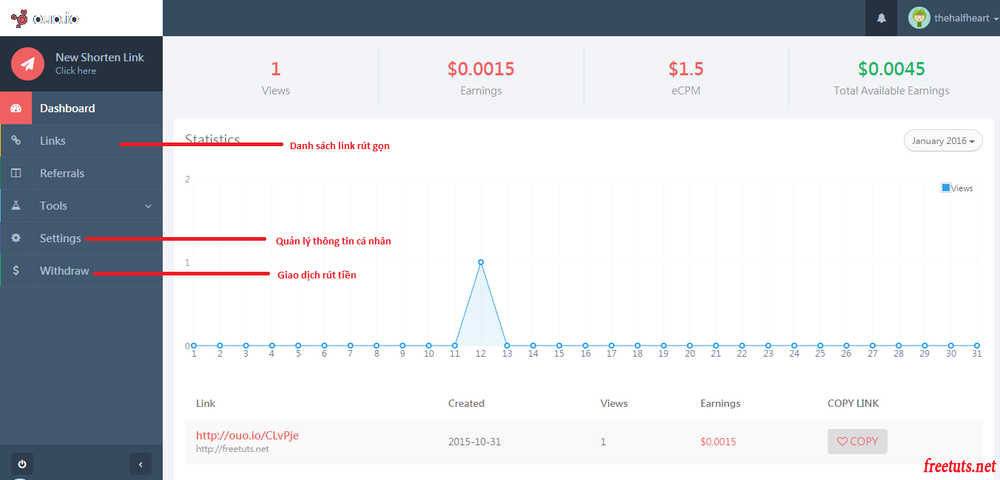 ouo.io
thehalfheart
New Shorten Link
Click here
Dashboard
Links
Referrals
Tools
Settings
Withdraw
1
Views
$0.0015
Earnings
$1.5
eCPM
$0.0045
Total Available Earnings
Statistics
January 2016
Danh sách link rút gọn
Quản lý thông tin cá nhân
Giao dịch rút tiền
Views
2
1
0
1 2 3 4 5 6 7 8 9 10 11 12 13 14 15 16 17 18 19 20 21 22 23 24 25 26 27 28 29 30 31
Link Created Views Earnings COPY LINK
http://ouo.io/CLvPje 2015-10-31 1 $0.0015 COPY
http://freetuts.net
freetuts.net